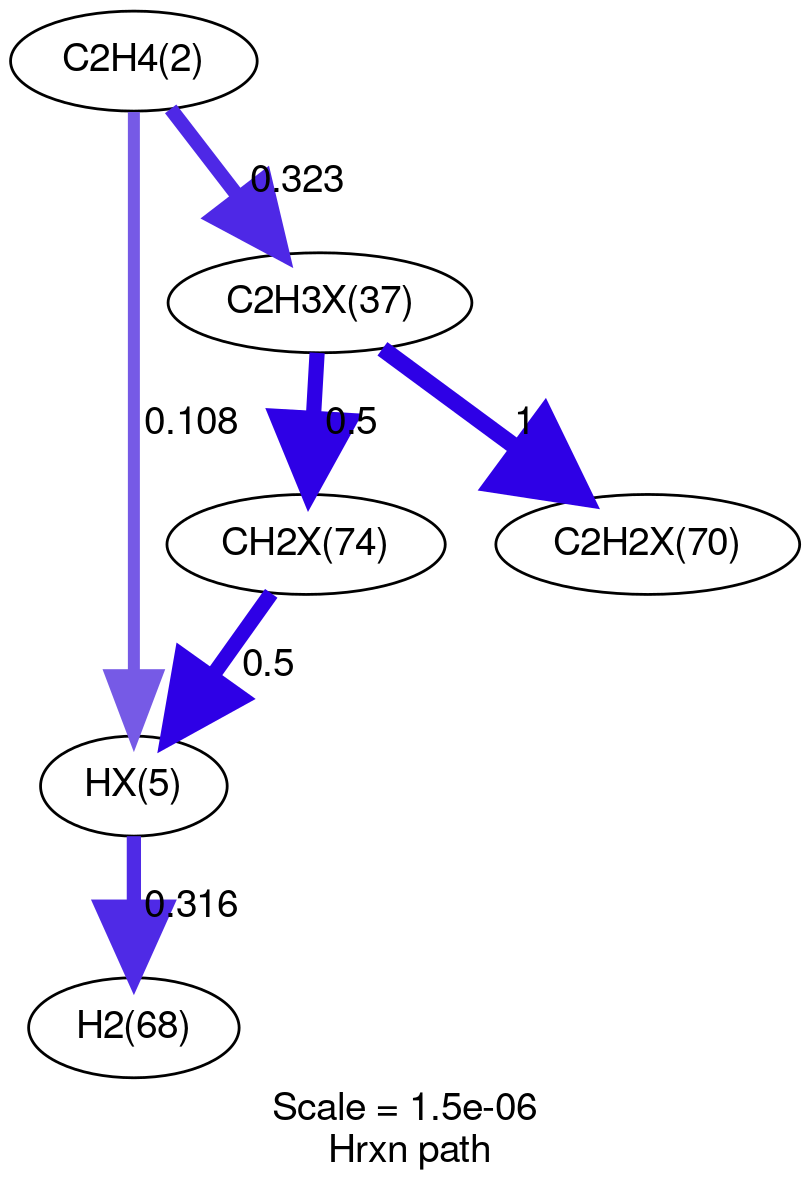 C2H4(2)
0.323
C2H3X(37)
0.108
0.5
1
CH2X(74)
C2H2X(70)
0.5
HX(5)
0.316
H2(68)
Scale = 1.5e-06
Hrxn path